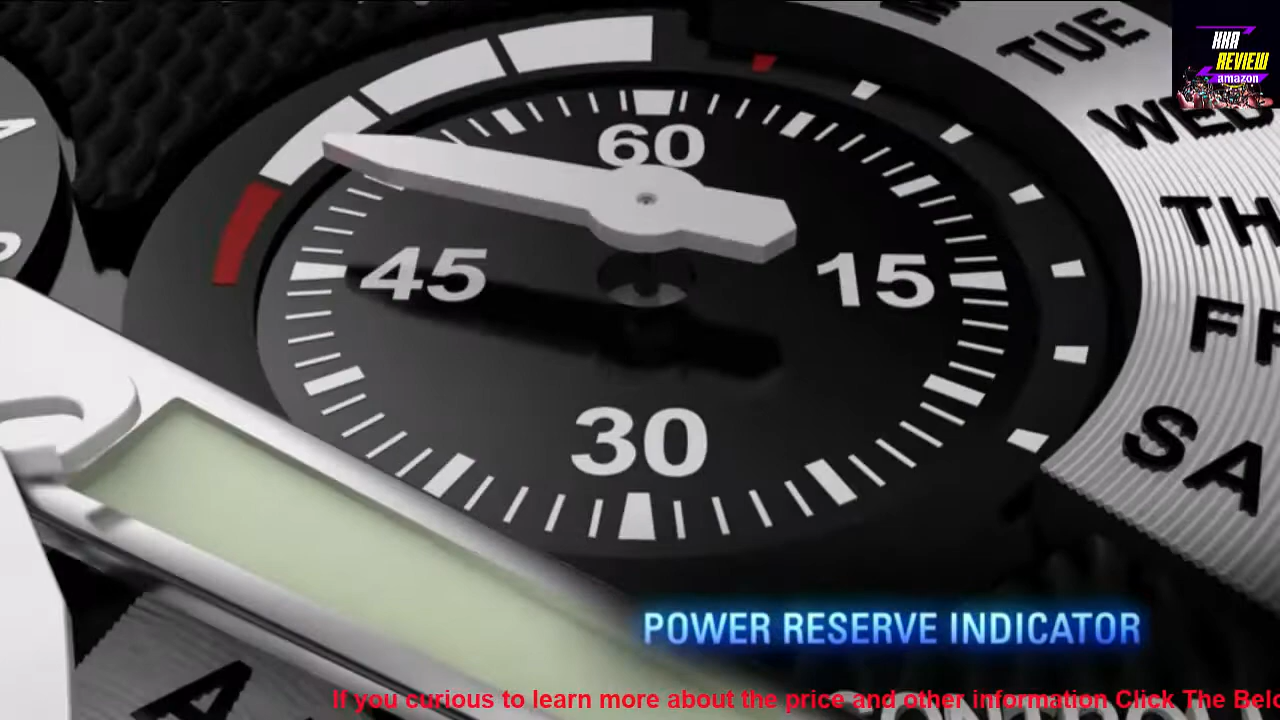 TUE
KKR
REVIEW
amazon
WED
60
TH
45
15
FR
30
SA
POWER RESERVE INDICATOR
If you curious to learn more about the price and other information Click The Belo